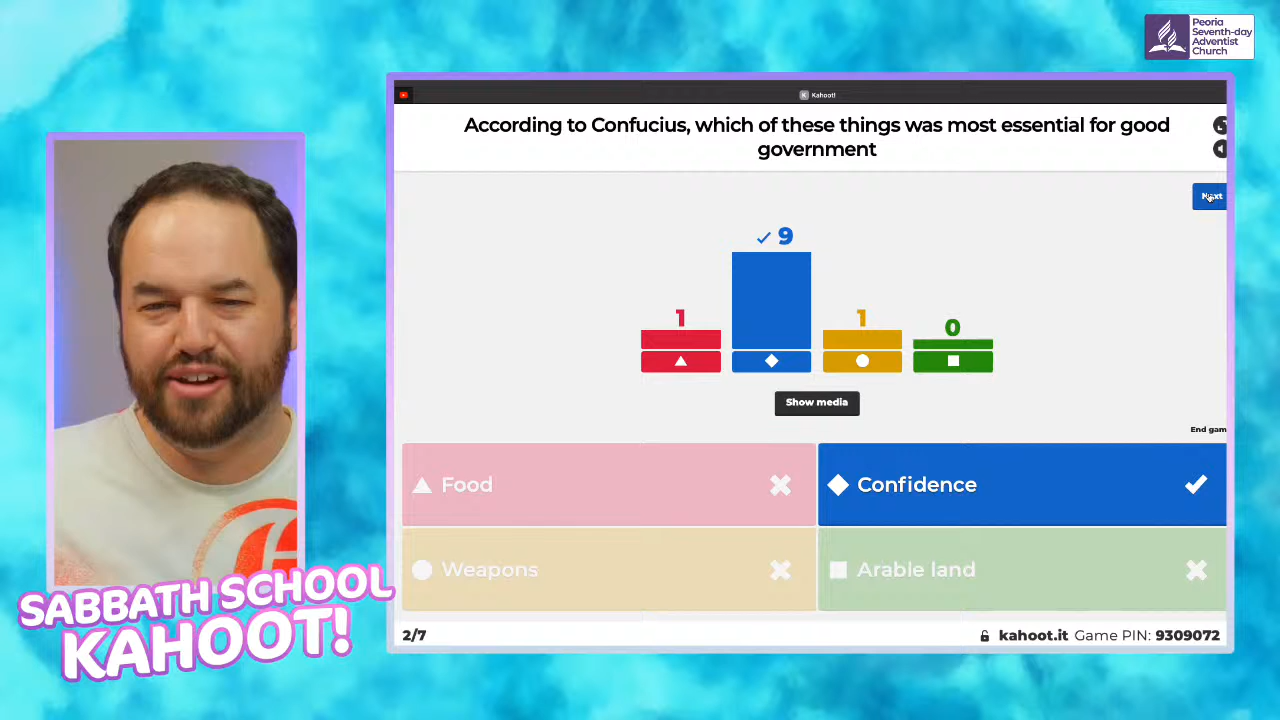 Peoria
Seventh-day
Adventist
Church
Kahoot!
According to Confucius, which of these things was most essential for good
government
Next
9
1
1
0
Show media
End gam
Food
Confidence
Weapons
Arable land
SABBATH SCHOOL
KAHOOT!
2/7
kahoot.it Game PIN: 9309072